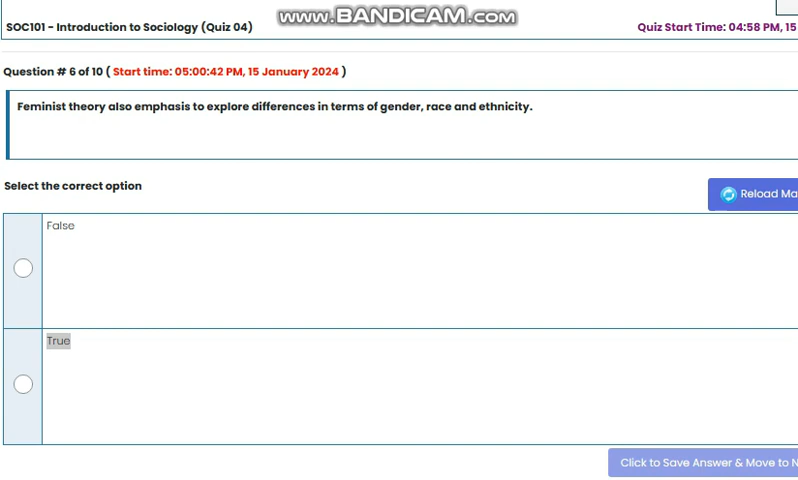 www.BANDICAM.com
SOC101 - Introduction to Sociology (Quiz 04)
Quiz Start Time: 04:58 PM, 15
Question # 6 of 10 ( Start time: 05:00:42 PM, 15 January 2024 )
Feminist theory also emphasis to explore differences in terms of gender, race and ethnicity.
Select the correct option
Reload Ma
False
True
Click to Save Answer & Move to N